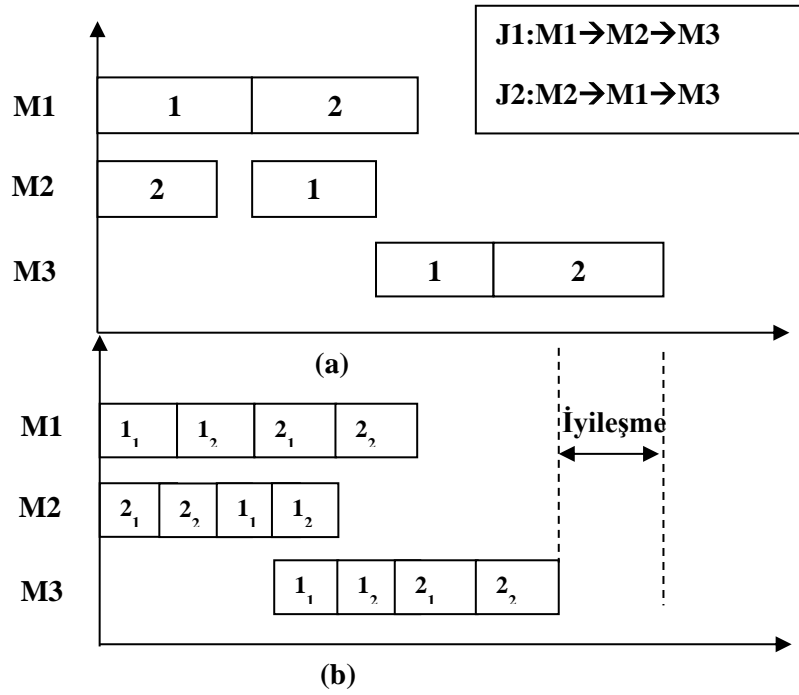 J1:M1→M2→M3
J2:M2→M1→M3
M1 1 2
M2 2 1
M3 1 2
(a)
M1 1₁ 1₂ 2₁ 2₂ İyileşme
M2 2₁ 2₂ 1₁ 1₂
M3 1₁ 1₂ 2₁ 2₂
(b)